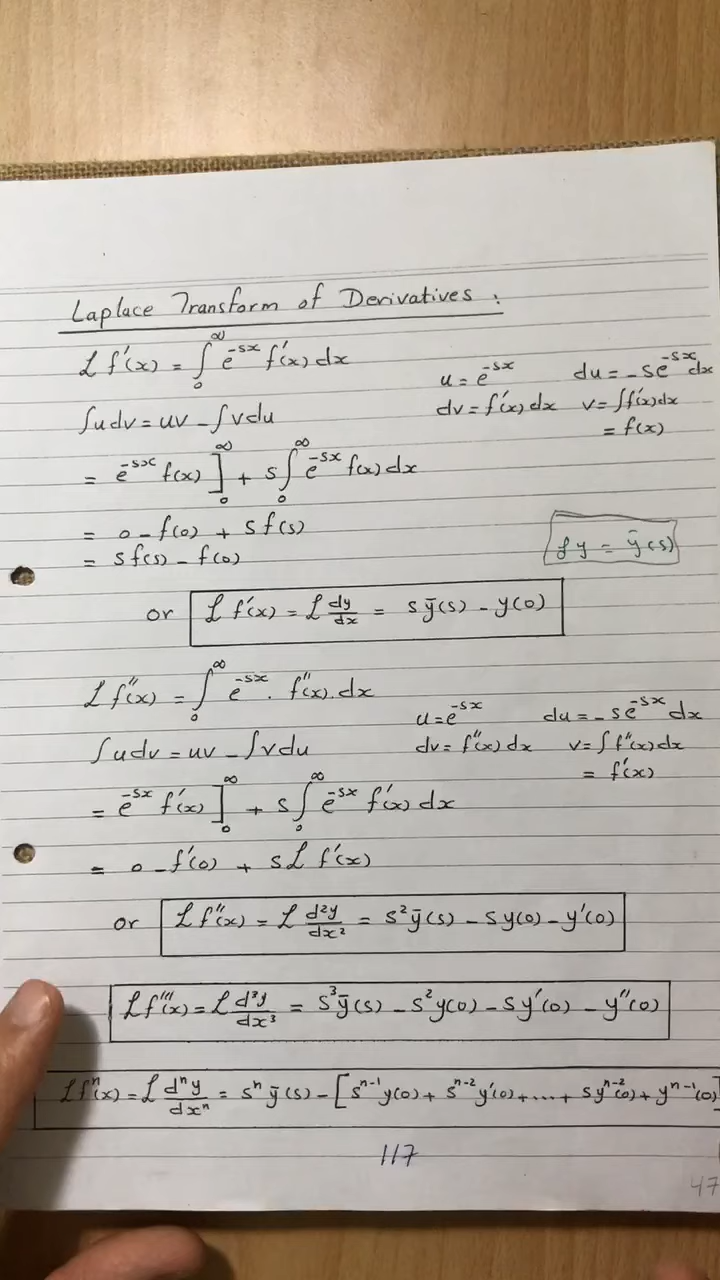 Laplace Transform of Derivatives :
ℒ f'(x) = ∫₀^∞ e^{-sx} f'(x) dx
u = e^{-sx} du = -se^{-sx} dx
∫udv = uv - ∫vdu
dv = f'(x) dx v = ∫f'(x)dx
= f(x)
= e^{-sx} f(x) ]₀^∞ + s∫₀^∞ e^{-sx} f(x) dx
= 0 - f(0) + s f(s)
= s f(s) - f(0)
ℒ y = ȳ(s)
or ℒ f'(x) = ℒ dy/dx = s ȳ(s) - y(0)
ℒ f''(x) = ∫₀^∞ e^{-sx} . f''(x). dx
u = e^{-sx} du = -se^{-sx} dx
∫udv = uv - ∫vdu
dv = f''(x) dx v = ∫f''(x)dx
= f'(x)
= e^{-sx} f'(x) ]₀^∞ + s∫₀^∞ e^{-sx} f'(x) dx
= 0 - f'(0) + s ℒ f'(x)
or ℒ f''(x) = ℒ d²y/dx² = s² ȳ(s) - s y(0) - y'(0)
ℒ f'''(x) = ℒ d³y/dx³ = s³ ȳ(s) - s² y(0) - s y'(0) - y''(0)
ℒ fⁿ(x) = ℒ dⁿy/dxⁿ = sⁿ ȳ(s) - [s^{n-1} y(0) + s^{n-2} y'(0) + .... + s y^{n-2}(0) + y^{n-1}(0)]
117
47